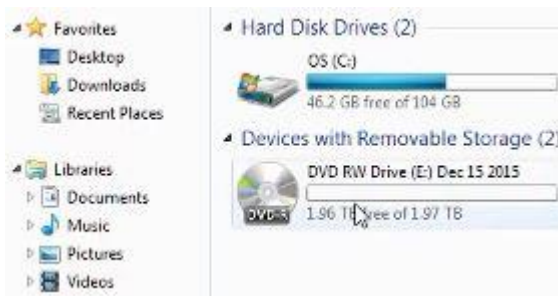 Favorites
Desktop
Downloads
Recent Places
Libraries
Documents
Music
Pictures
Videos
Hard Disk Drives (2)
OS (C:)
46.2 GB free of 104 GB
Devices with Removable Storage (2)
DVD RW Drive (E:) Dec 15 2015
DVD-R
1.96 TB free of 1.97 TB